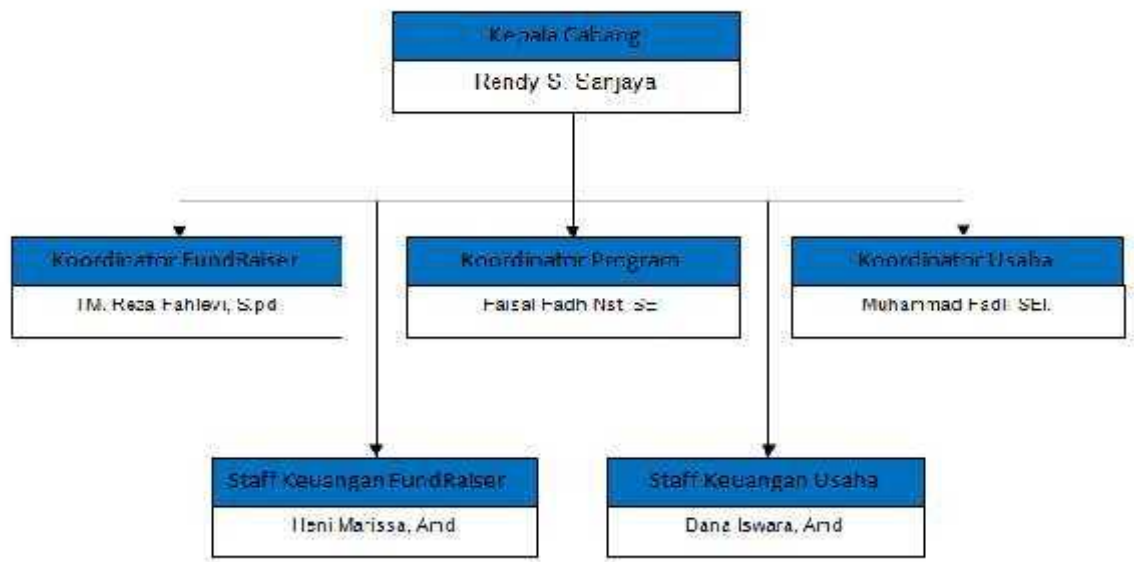 Kepala Cabang
Rendy S. Sanjaya
Koordinator FundRaiser
TM. Reza Fahlevi, S.pd
Koordinator Program
Faisal Fadh Nst SE
Koordinator Usaha
Muhammad Fadli SEI.
Staff Keuangan FundRaiser
Heni Marissa, Amd
Staff Keuangan Usaha
Dana Iswara, Amd